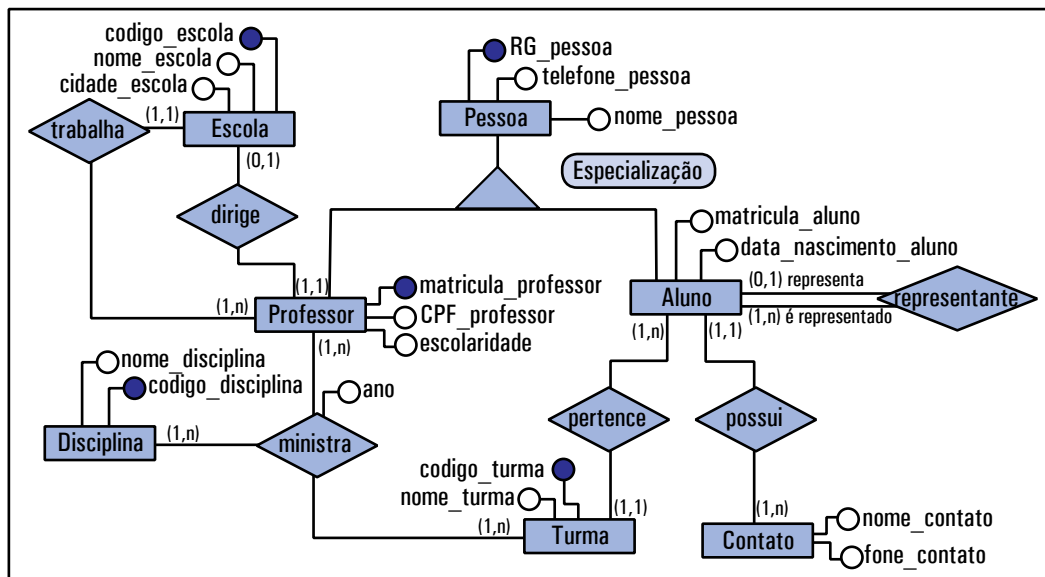 codigo_escola
nome_escola
cidade_escola
RG_pessoa
telefone_pessoa
Pessoa
nome_pessoa
trabalha
(1,1)
Escola
(0,1)
Especialização
dirige
matricula_aluno
data_nascimento_aluno
(0,1) representa
Aluno
representante
(1,n) é representado
(1,n)
(1,1)
(1,1)
matricula_professor
(1,n)
Professor
CPF_professor
escolaridade
(1,n)
nome_disciplina
codigo_disciplina
ano
Disciplina
(1,n)
ministra
pertence
possui
codigo_turma
nome_turma
(1,n)
Turma
(1,1)
(1,n)
Contato
nome_contato
fone_contato